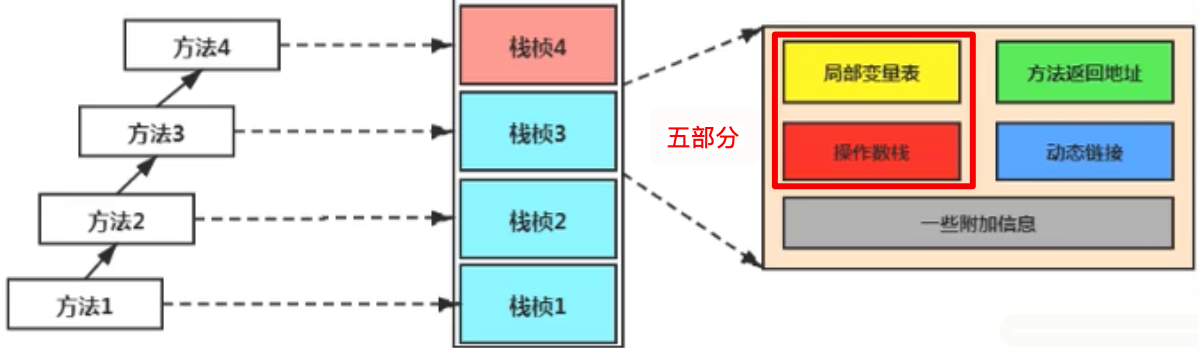 方法4
方法3
方法2
方法1
栈桢4
栈桢3
栈桢2
栈桢1
五部分
局部变量表
方法返回地址
操作数栈
动态链接
一些附加信息